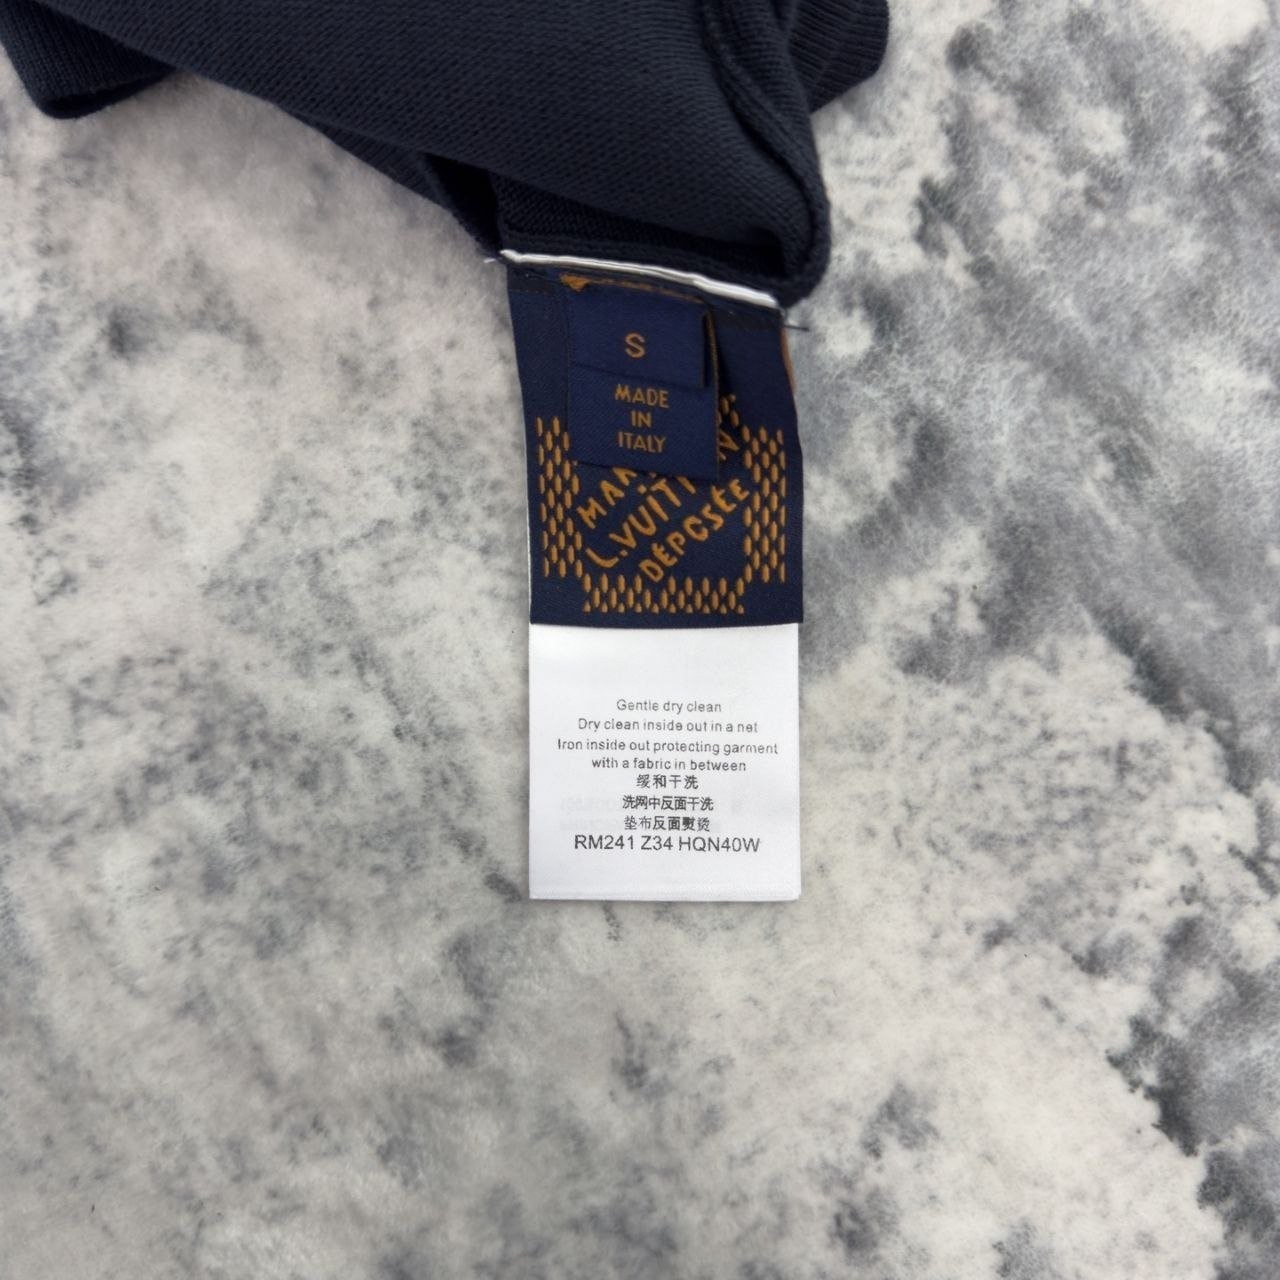 S
MADE
IN
ITALY
L.VUITT
DÉPOSÉE
Gentle dry clean
Dry clean inside out in a net
Iron inside out protecting garment
with a fabric in between
缓和干洗
洗网中反面干洗
垫布反面熨烫
RM241 Z34 HQN40W